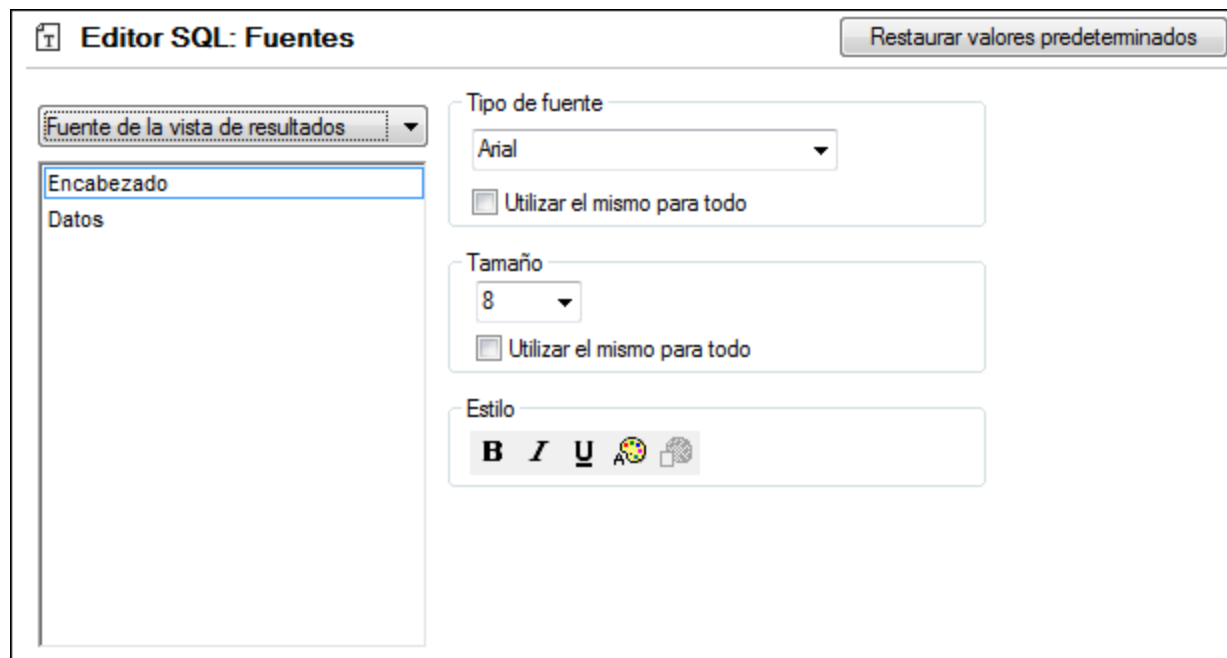 Editor SQL: Fuentes
Restaurar valores predeterminados
Fuente de la vista de resultados
Encabezado
Datos
Tipo de fuente
Arial
Utilizar el mismo para todo
Tamaño
8
Utilizar el mismo para todo
Estilo
B I U